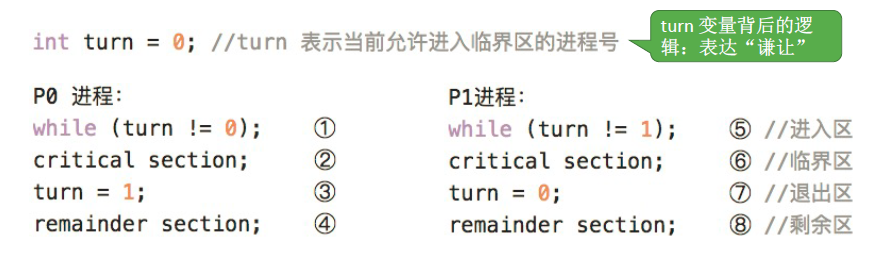 int turn = 0; //turn 表示当前允许进入临界区的进程号
turn 变量背后的逻
辑：表达“谦让”
P0 进程：
while (turn != 0); ①
critical section; ②
turn = 1; ③
remainder section; ④
P1进程：
while (turn != 1); ⑤ //进入区
critical section; ⑥ //临界区
turn = 0; ⑦ //退出区
remainder section; ⑧ //剩余区